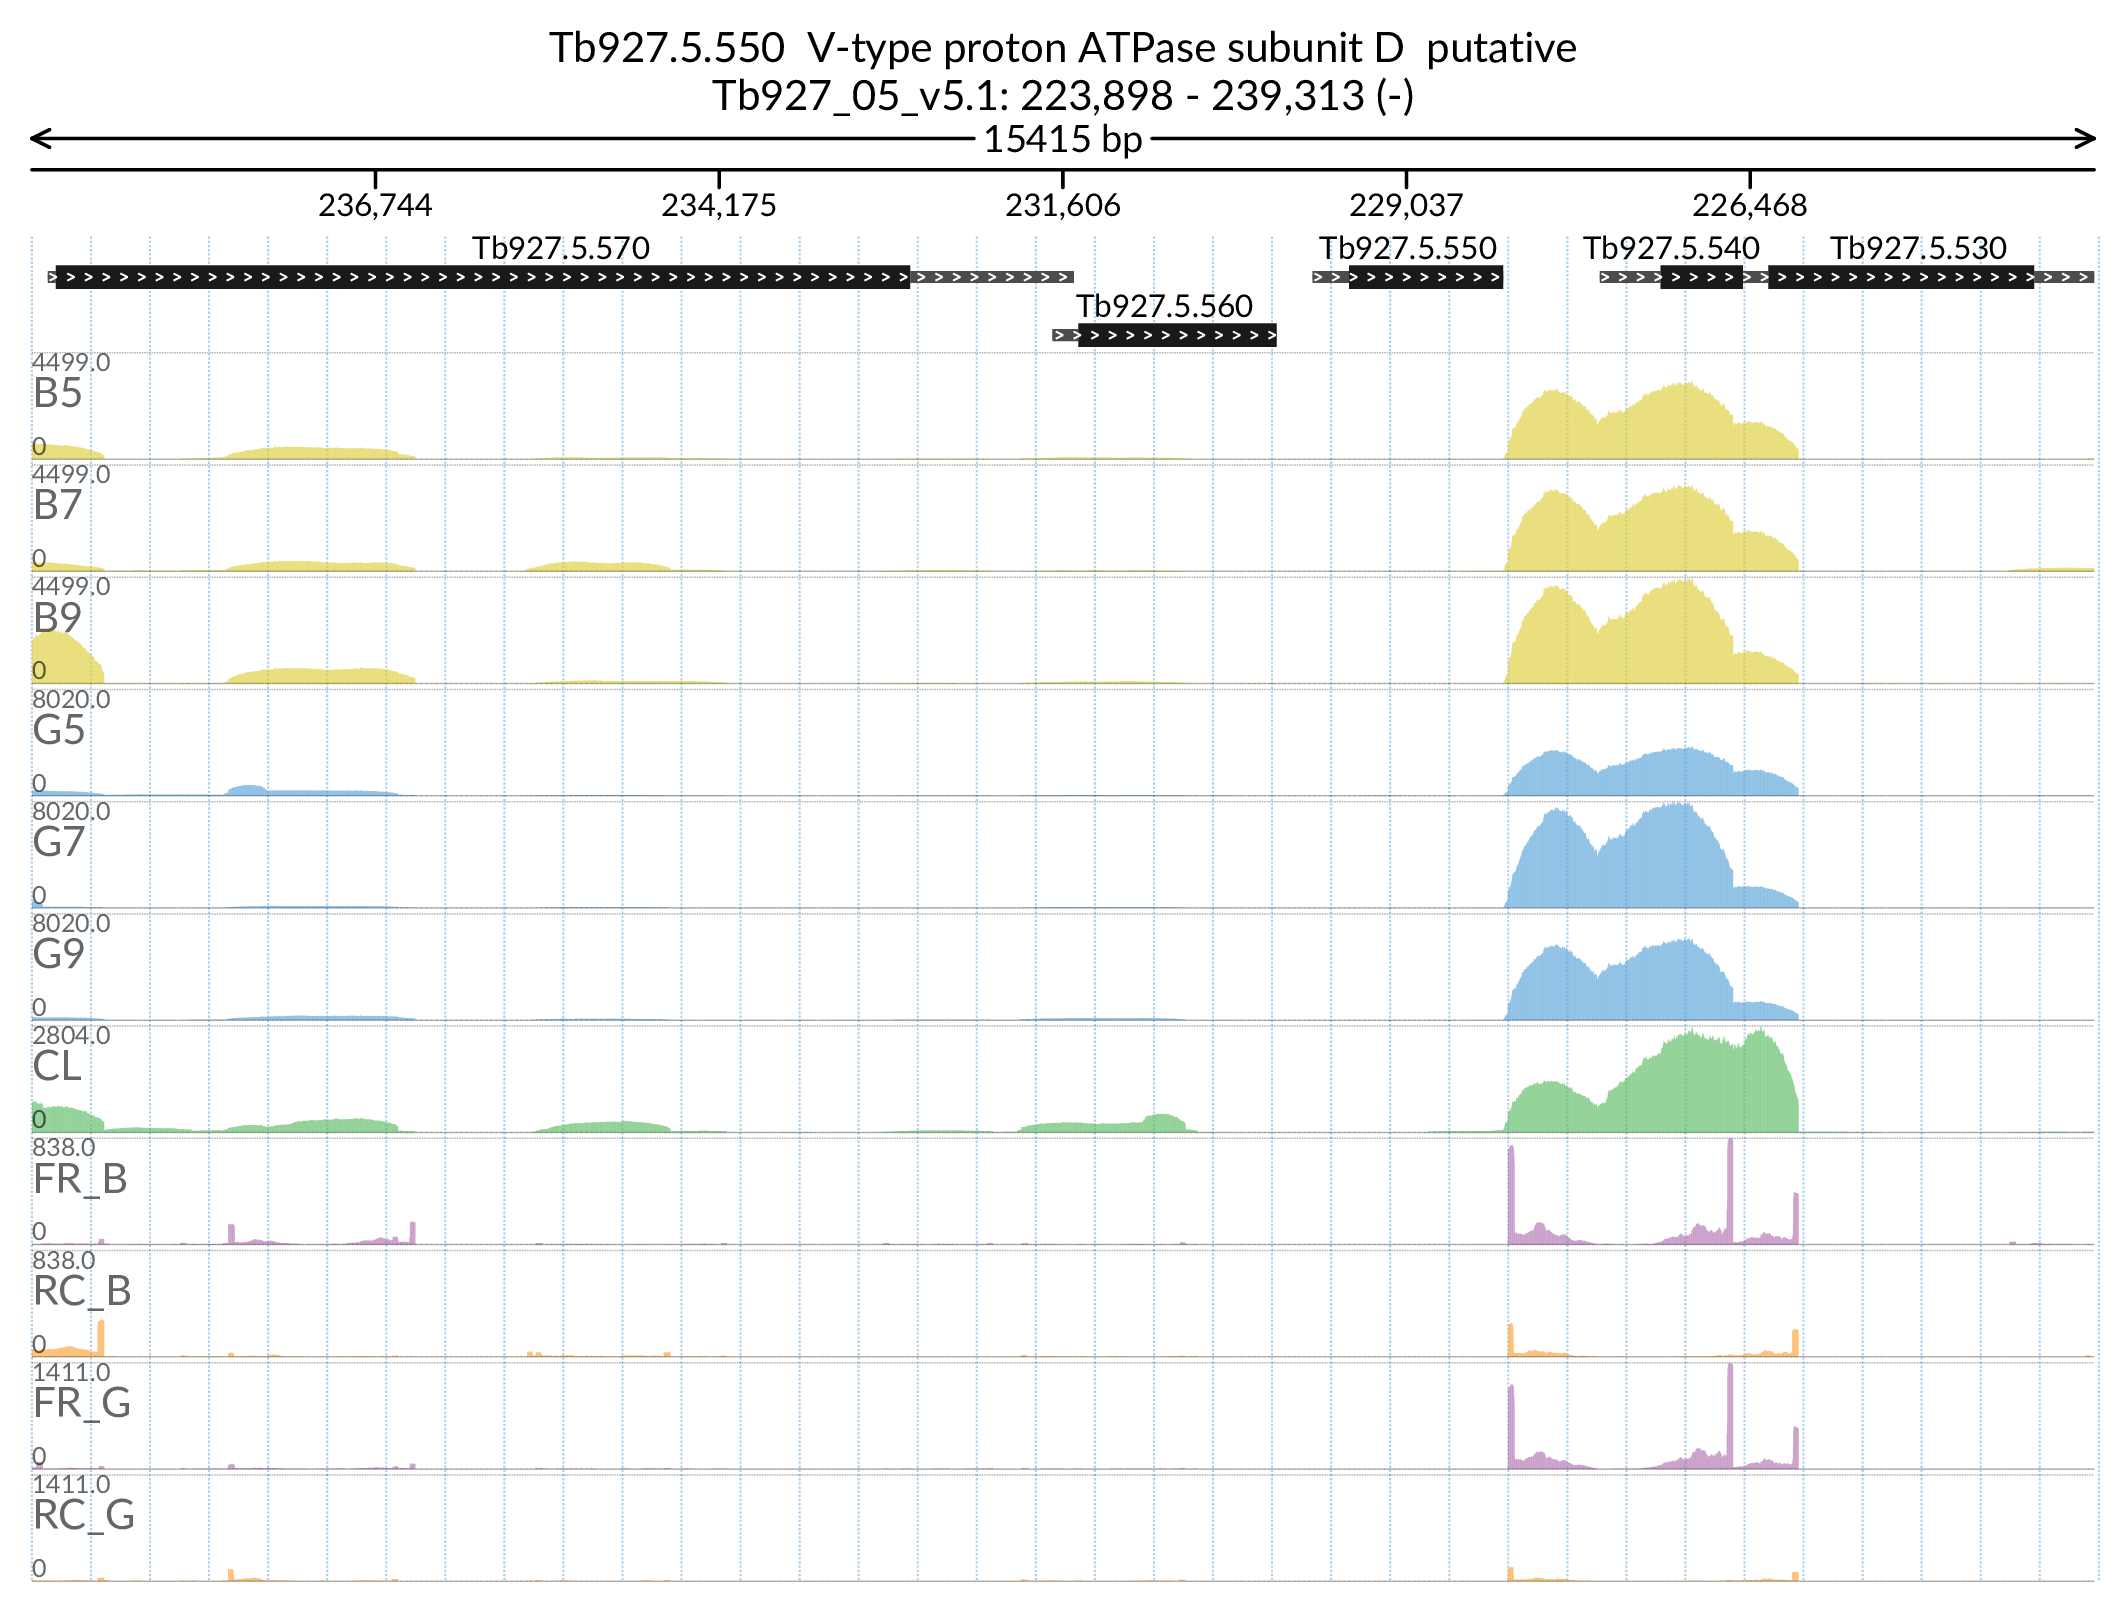 Tb927.5.550  V-type proton ATPase subunit D  putative
Tb927_05_v5.1: 223,898 - 239,313 (-)
15415 bp
236,744 234,175 231,606 229,037 226,468
Tb927.5.570 Tb927.5.550 Tb927.5.540 Tb927.5.530
Tb927.5.560
4499.0
B5
0
4499.0
B7
0
4499.0
B9
0
8020.0
G5
0
8020.0
G7
0
8020.0
G9
0
2804.0
CL
0
838.0
FR_B
0
838.0
RC_B
0
1411.0
FR_G
0
1411.0
RC_G
0